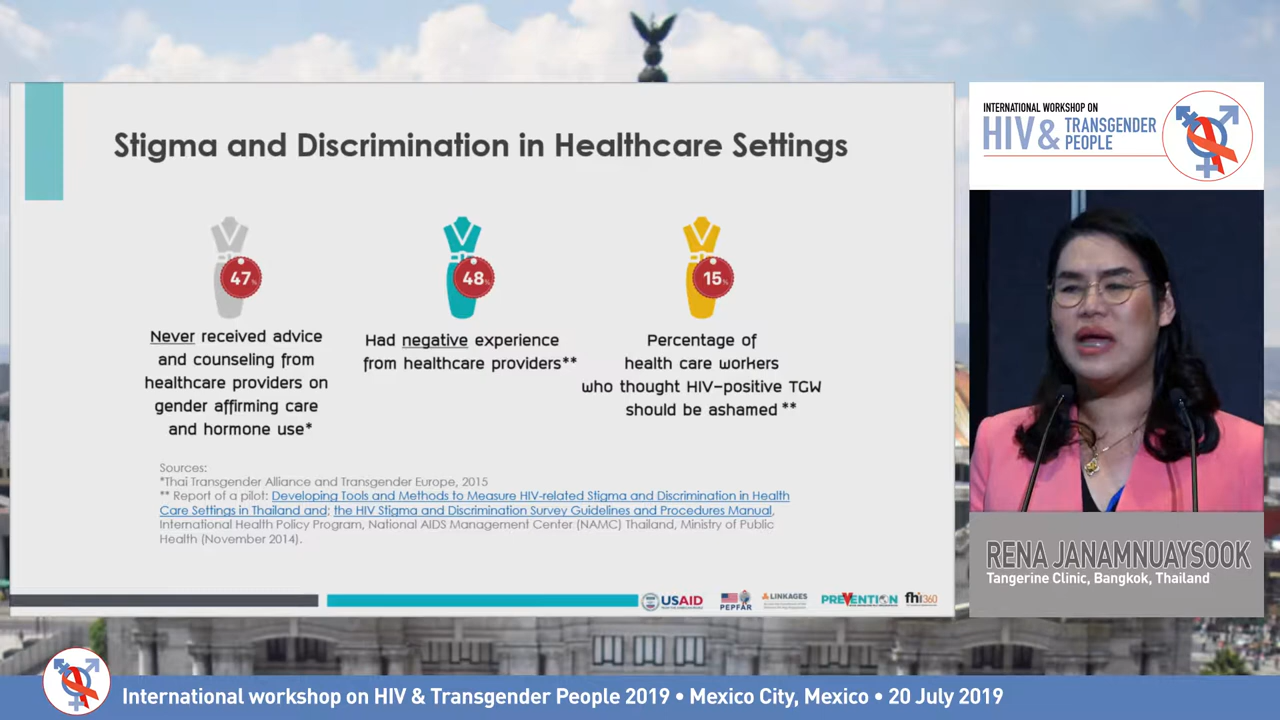 Stigma and Discrimination in Healthcare Settings
47%
Never received advice
and counseling from
healthcare providers on
gender affirming care
and hormone use*
48%
Had negative experience
from healthcare providers**
15%
Percentage of
health care workers
who thought HIV-positive TGW
should be ashamed **
Sources:
*Thai Transgender Alliance and Transgender Europe, 2015
** Report of a pilot: Developing Tools and Methods to Measure HIV-related Stigma and Discrimination in Health
Care Settings in Thailand and: the HIV Stigma and Discrimination Survey Guidelines and Procedures Manual,
International Health Policy Program, National AIDS Management Center (NAMC) Thailand, Ministry of Public
Health (November 2014).
USAID
PEPFAR
LINKAGES
PREVENTION
fhi360
INTERNATIONAL WORKSHOP ON
HIV & TRANSGENDER
PEOPLE
RENA JANAMNUAYSOOK
Tangerine Clinic, Bangkok, Thailand
International workshop on HIV & Transgender People 2019 • Mexico City, Mexico • 20 July 2019